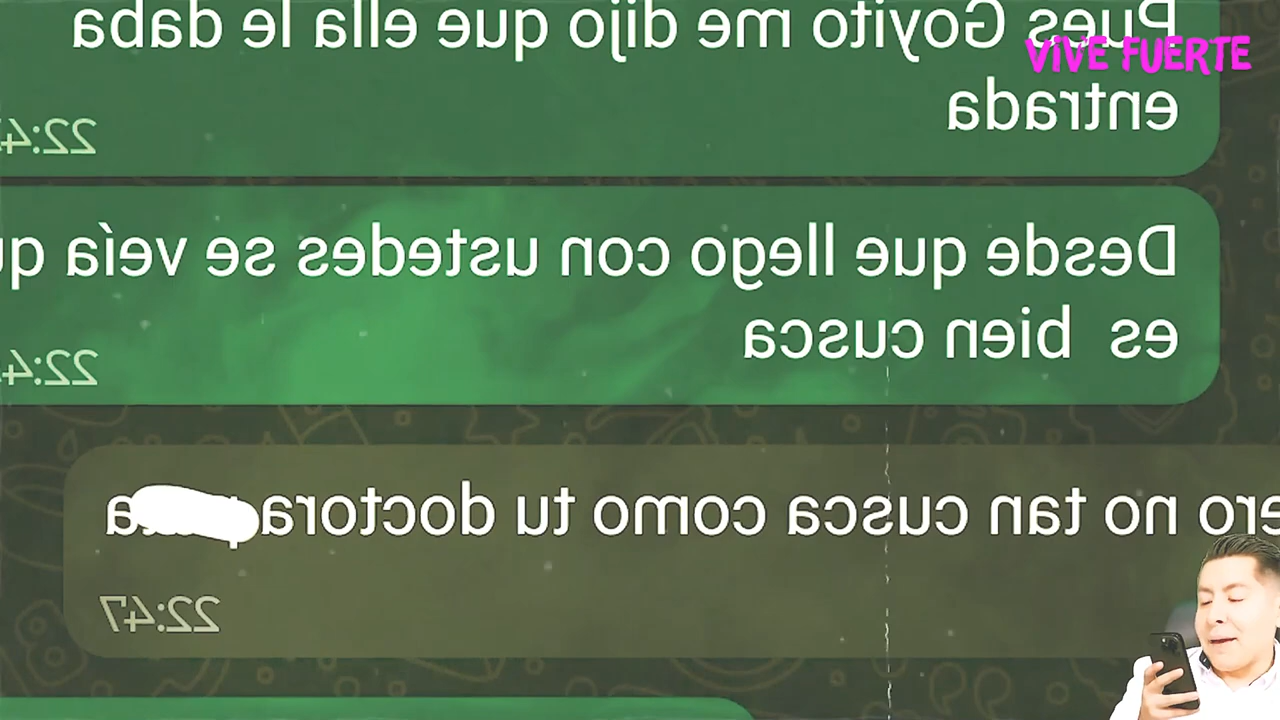 Pues Goyito me dijo que ella le daba
entrada
VIVE FUERTE
Desde que llego con ustedes se veía
es bien cusca
no tan cusca como tu doctora
22:47